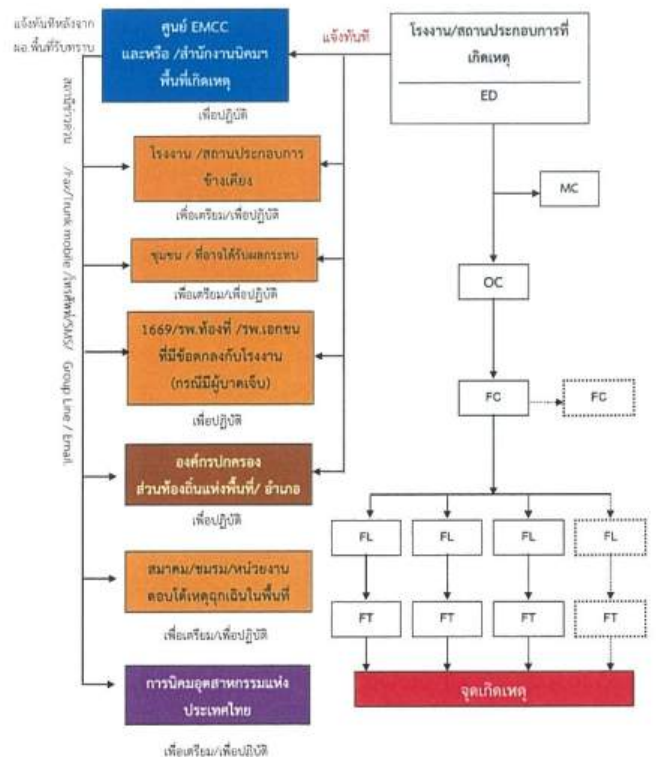 แจ้งทันทีหลังจาก
ผอ.พื้นที่รับทราบ
ศูนย์ EMCC
และหรือ /สำนักงานนิคมฯ
พื้นที่เกิดเหตุ
เพื่อปฏิบัติ
แจ้งทันที
โรงงาน/สถานประกอบการที่
เกิดเหตุ
ED
/Fax/Trunk mobile /โทรศัพท์/SMS/ Group Line / Email
โรงงาน /สถานประกอบการ
ข้างเคียง
เพื่อเตรียม/เพื่อปฏิบัติ
ชุมชน / ที่อาจได้รับผลกระทบ
เพื่อเตรียม/เพื่อปฏิบัติ
1669/รพ.ท้องที่ /รพ.เอกชน
ที่มีข้อตกลงกับโรงงาน
(กรณีมีผู้บาดเจ็บ)
เพื่อปฏิบัติ
องค์กรปกครอง
ส่วนท้องถิ่นแห่งพื้นที่/ อำเภอ
เพื่อปฏิบัติ
สมาคม/ชมรม/หน่วยงาน
ตอบโต้เหตุฉุกเฉินในพื้นที่
เพื่อเตรียม/เพื่อปฏิบัติ
การนิคมอุตสาหกรรมแห่ง
ประเทศไทย
เพื่อเตรียม/เพื่อปฏิบัติ
MC
OC
FC FC
FL FL FL FL
FT FT FT FT
จุดเกิดเหตุ